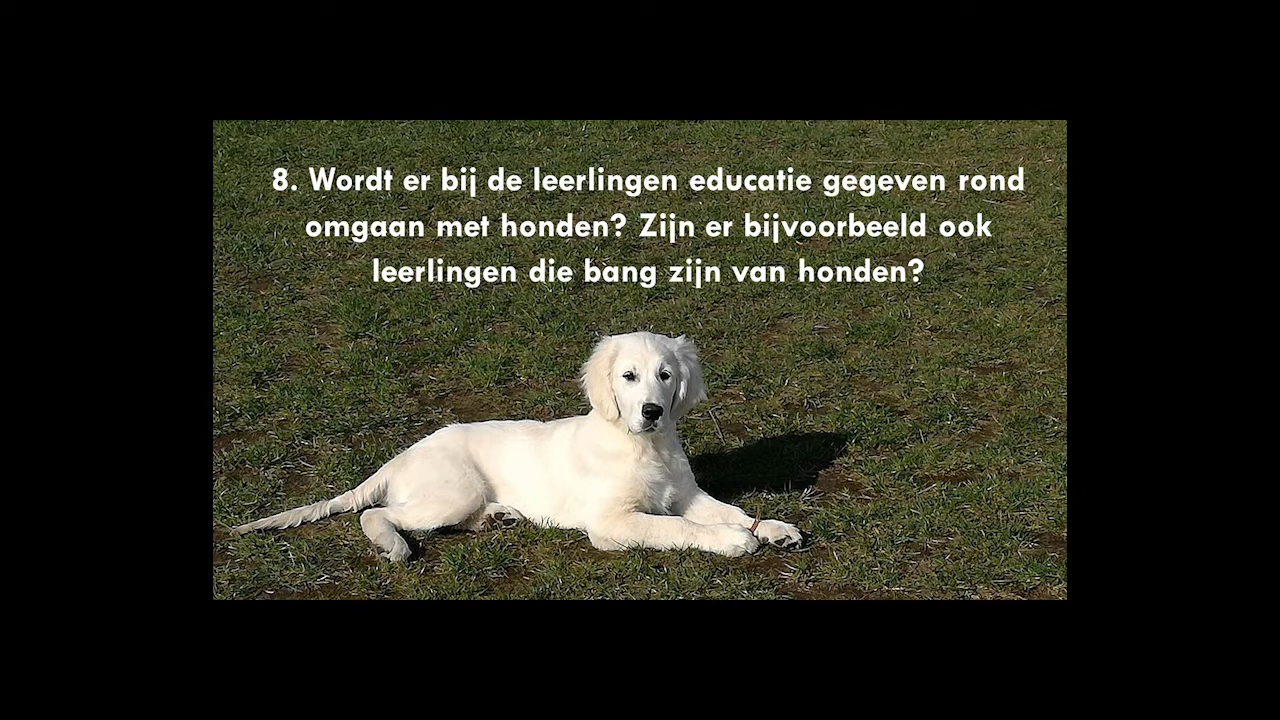 8. Wordt er bij de leerlingen educatie gegeven rond
omgaan met honden? Zijn er bijvoorbeeld ook
leerlingen die bang zijn van honden?